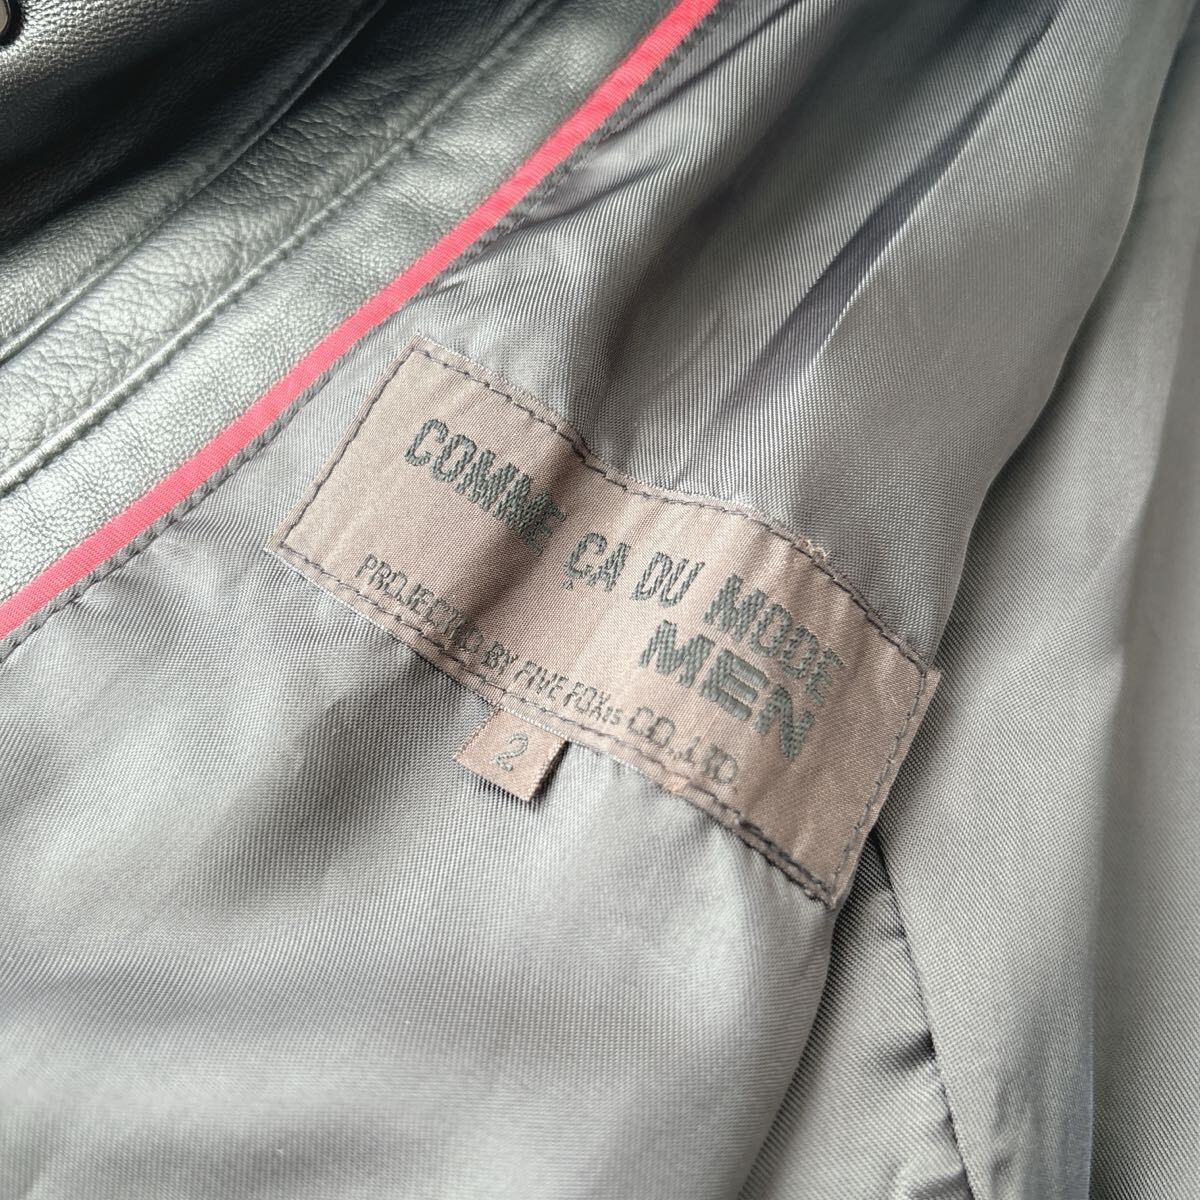 COMME ÇA DU MODE
MEN
PROJECTED BY FIVE FOXES CO.,LTD.
2